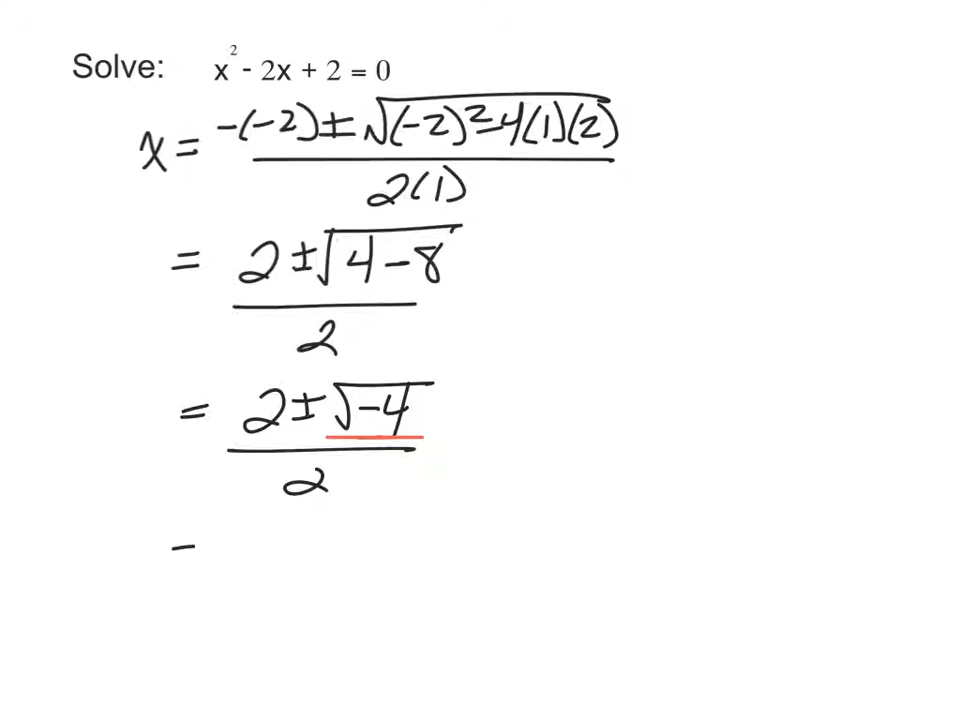 Solve: x² - 2x + 2 = 0
x = -(-2) ± √(-2)² - 4(1)(2)
2(1)
= 2 ± √4 - 8
2
= 2 ± √-4
2
-